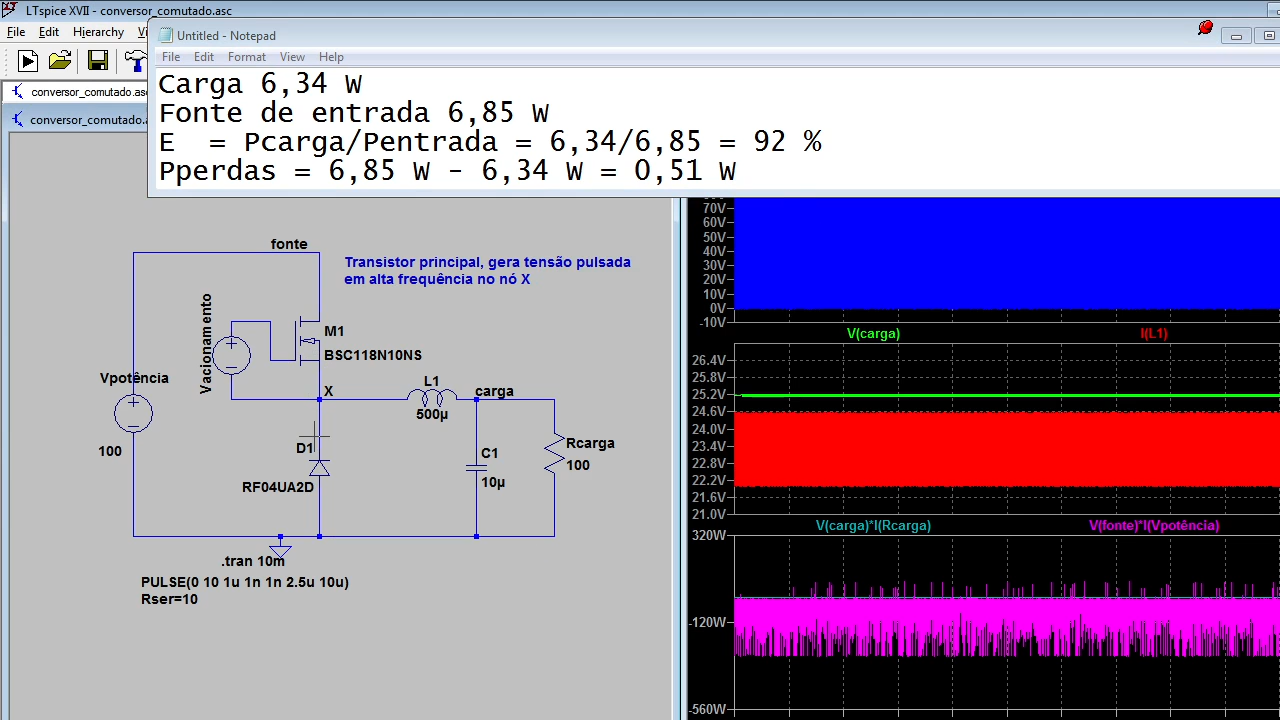 LTspice XVII - conversor_comutado.asc
File Edit Hierarchy
Untitled - Notepad
File Edit Format View Help
Carga 6,34 W
Fonte de entrada 6,85 W
E = Pcarga/Pentrada = 6,34/6,85 = 92 %
Pperdas = 6,85 W - 6,34 W = 0,51 W
conversor_comutado.asc
conversor_comutado.a
fonte
Transistor principal, gera tensão pulsada
em alta frequência no nó X
Vacionamento
M1
BSC118N10NS
Vpotência
100
X
L1
500µ
carga
D1
RF04UA2D
C1
10µ
Rcarga
100
.tran 10m
PULSE(0 10 1u 1n 1n 2.5u 10u)
Rser=10
70V
60V
50V
40V
30V
20V
10V
0V
-10V
V(carga) I(L1)
26.4V
25.8V
25.2V
24.6V
24.0V
23.4V
22.8V
22.2V
21.6V
21.0V
V(carga)*I(Rcarga) V(fonte)*I(Vpotência)
320W
-120W
-560W